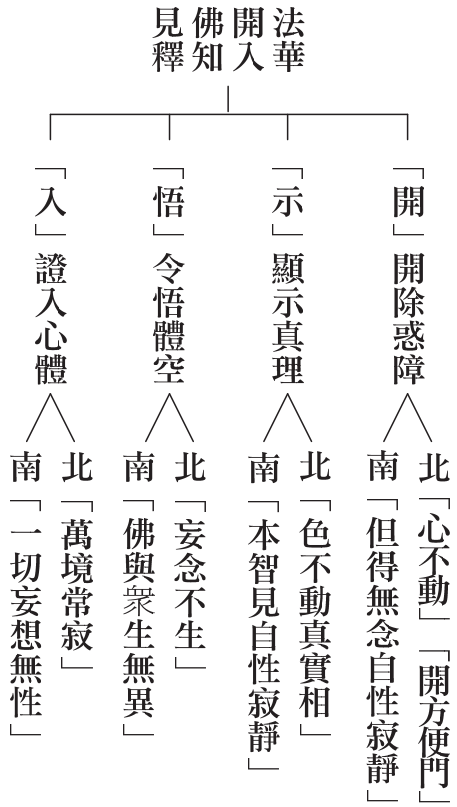 法華
開入
佛知
見釋
「開」開除惑障
北「心不動」「開方便門」
南「但得無念自性寂靜」
「示」顯示真理
北「色不動真實相」
南「本智見自性寂靜」
「悟」令悟體空
北「妄念不生」
南「佛與衆生無異」
「入」證入心體
北「萬境常寂」
南「一切妄想無性」